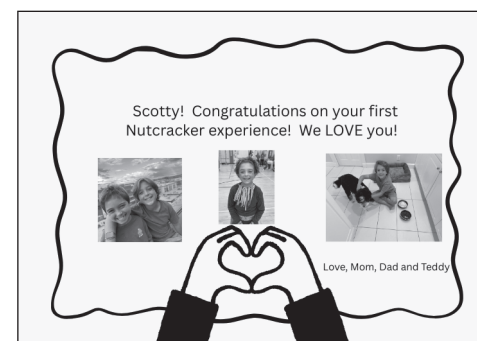 Scotty!  Congratulations on your first
Nutcracker experience!  We LOVE you!
Love, Mom, Dad and Teddy